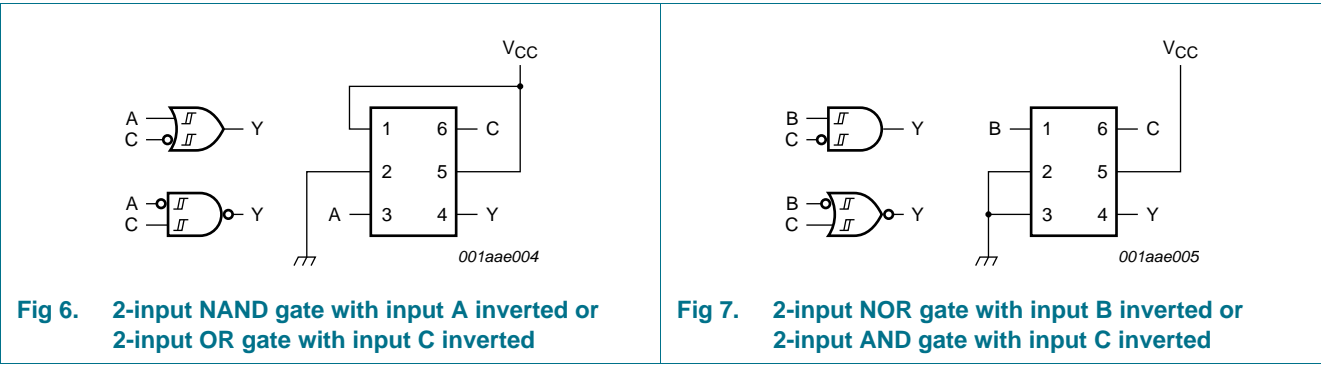 VCC
A
C
Y
1 6 C
2 5
A
C
Y
A 3 4 Y
001aae004
Fig 6. 2-input NAND gate with input A inverted or
2-input OR gate with input C inverted
VCC
B
C
Y
B 1 6 C
2 5
B
C
Y
3 4 Y
001aae005
Fig 7. 2-input NOR gate with input B inverted or
2-input AND gate with input C inverted